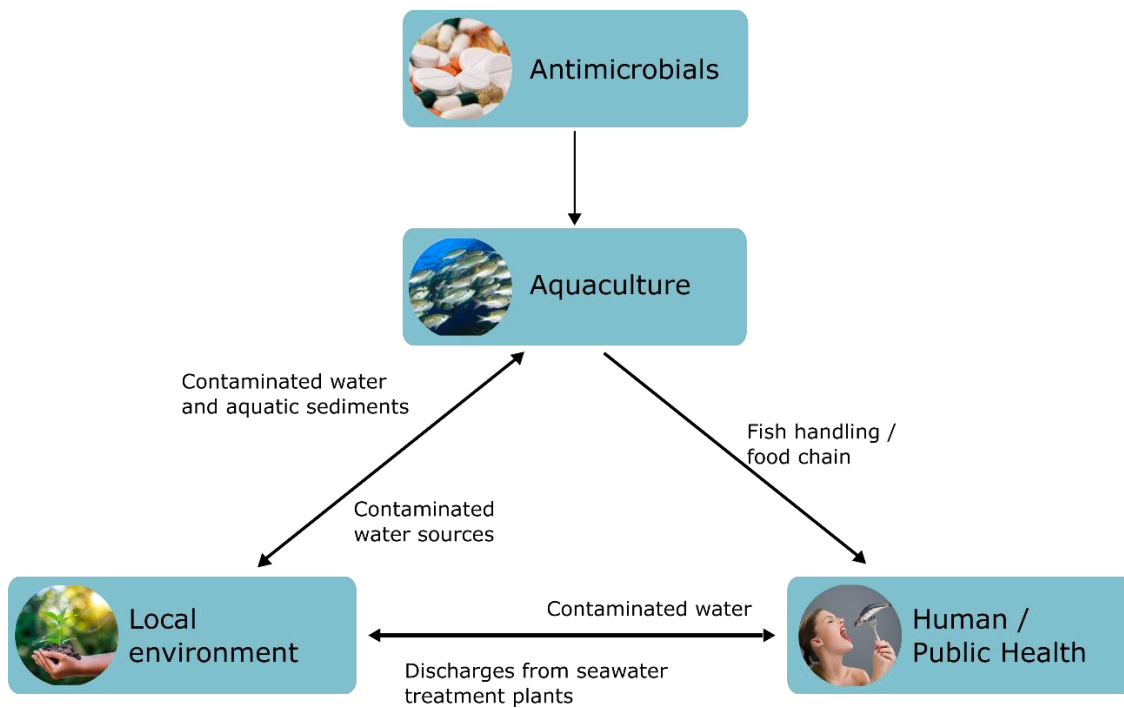 Antimicrobials
Aquaculture
Contaminated water
and aquatic sediments
Fish handling /
food chain
Contaminated
water sources
Local
environment
Contaminated water
Discharges from seawater
treatment plants
Human /
Public Health